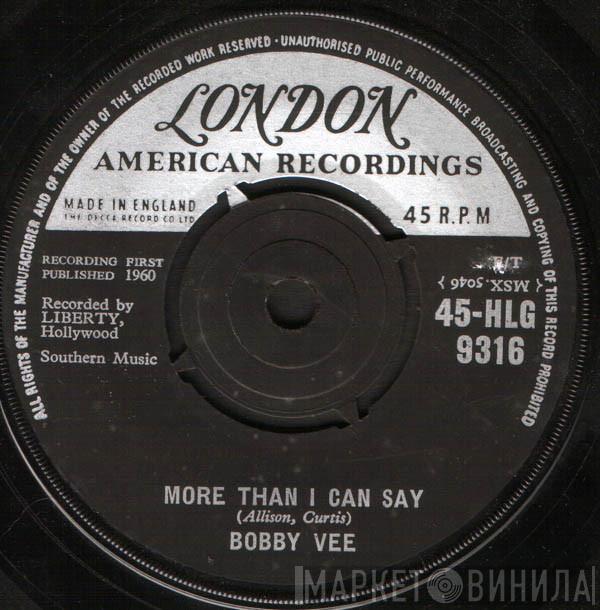 ALL RIGHTS OF THE MANUFACTURER AND OF THE OWNER OF THE RECORDED WORK RESERVED · UNAUTHORISED PUBLIC PERFORMANCE BROADCASTING AND COPYING OF THIS RECORD PROHIBITED
LONDON
AMERICAN RECORDINGS
MADE IN ENGLAND
THE DECCA RECORD CO LTD
45 R.P.M
RECORDING FIRST
PUBLISHED 1960
Recorded by
LIBERTY,
Hollywood
Southern Music
/T
{ MSX.5046 }
45-HLG
9316
MORE THAN I CAN SAY
(Allison, Curtis)
BOBBY VEE
МАРКЕТ ВИНИЛА